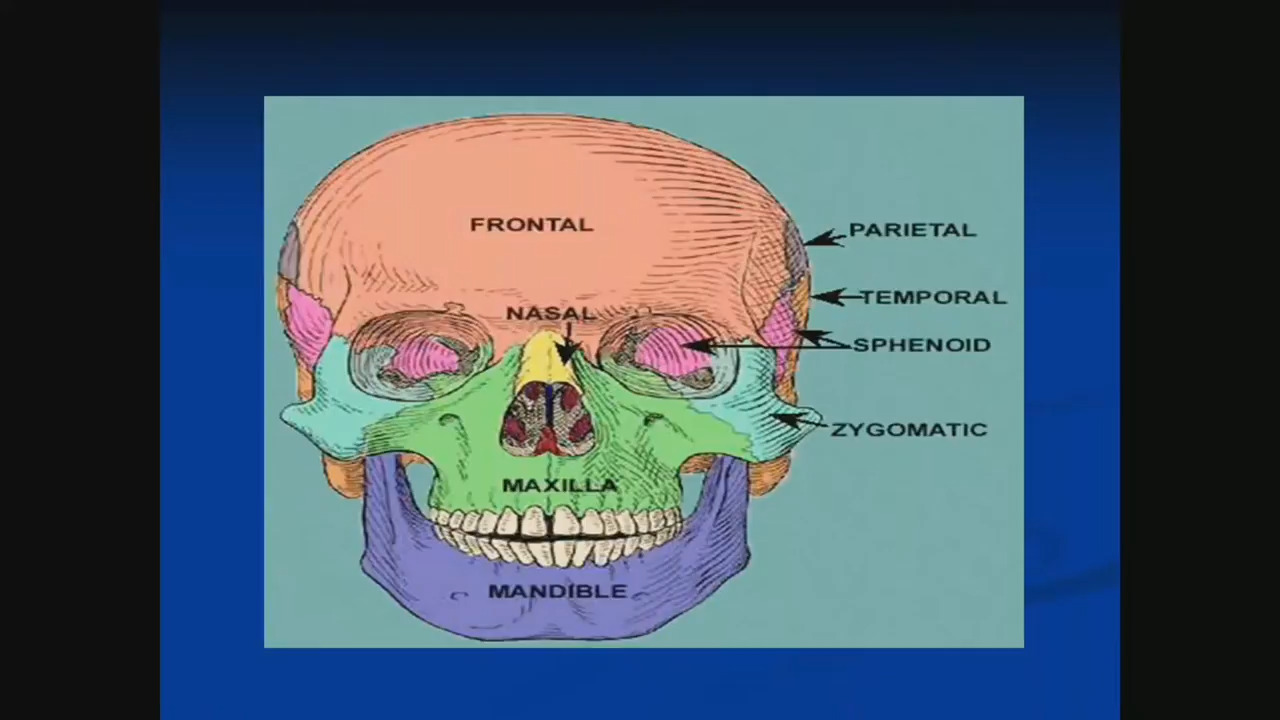 FRONTAL
PARIETAL
TEMPORAL
NASAL
SPHENOID
ZYGOMATIC
MAXILLA
MANDIBLE